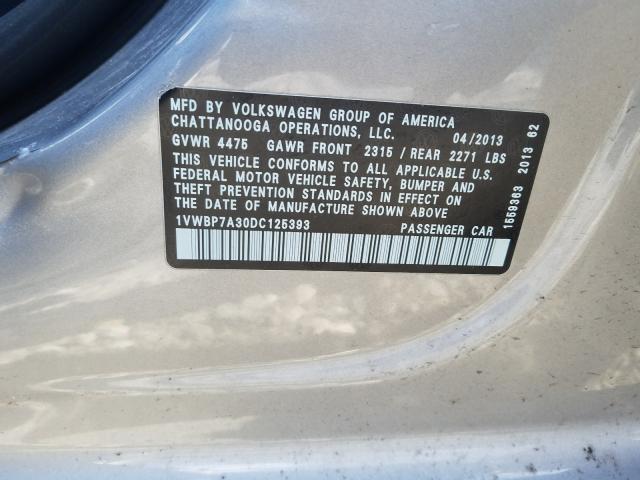 MFD BY VOLKSWAGEN GROUP OF AMERICA
CHATTANOOGA OPERATIONS, LLC. 04/2013
GVWR 4475 GAWR FRONT 2315 / REAR 2271 LBS
THIS VEHICLE CONFORMS TO ALL APPLICABLE U.S.
FEDERAL MOTOR VEHICLE SAFETY, BUMPER AND
THEFT PREVENTION STANDARDS IN EFFECT ON
THE DATE OF MANUFACTURE SHOWN ABOVE
1VWBP7A30DC125393 PASSENGER CAR
1559363 2013 62